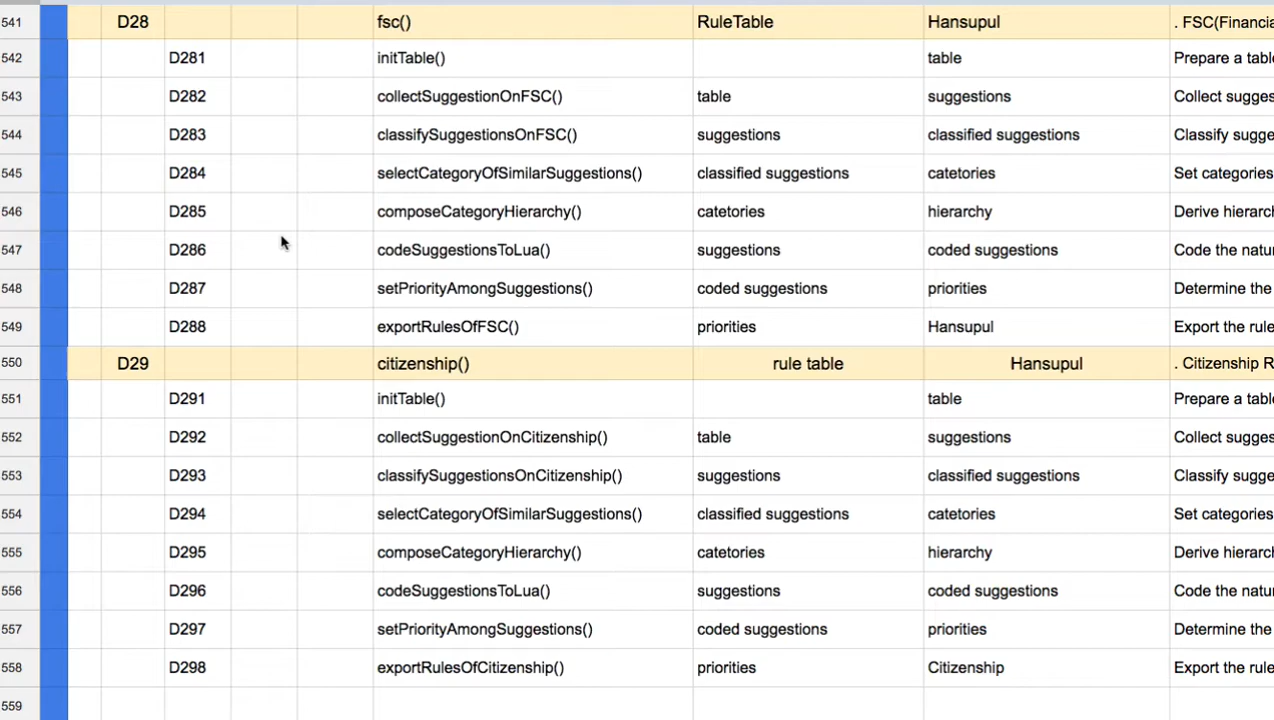 541 D28 fsc() RuleTable Hansupul . FSC(Financia
542 D281 initTable() table Prepare a table
543 D282 collectSuggestionOnFSC() table suggestions Collect sugges
544 D283 classifySuggestionsOnFSC() suggestions classified suggestions Classify sugge
545 D284 selectCategoryOfSimilarSuggestions() classified suggestions catetories Set categories
546 D285 composeCategoryHierarchy() catetories hierarchy Derive hierarch
547 D286 codeSuggestionsToLua() suggestions coded suggestions Code the natur
548 D287 setPriorityAmongSuggestions() coded suggestions priorities Determine the
549 D288 exportRulesOfFSC() priorities Hansupul Export the rule
550 D29 citizenship() rule table Hansupul . Citizenship R
551 D291 initTable() table Prepare a table
552 D292 collectSuggestionOnCitizenship() table suggestions Collect sugges
553 D293 classifySuggestionsOnCitizenship() suggestions classified suggestions Classify sugge
554 D294 selectCategoryOfSimilarSuggestions() classified suggestions catetories Set categories
555 D295 composeCategoryHierarchy() catetories hierarchy Derive hierarch
556 D296 codeSuggestionsToLua() suggestions coded suggestions Code the natur
557 D297 setPriorityAmongSuggestions() coded suggestions priorities Determine the
558 D298 exportRulesOfCitizenship() priorities Citizenship Export the rule
559